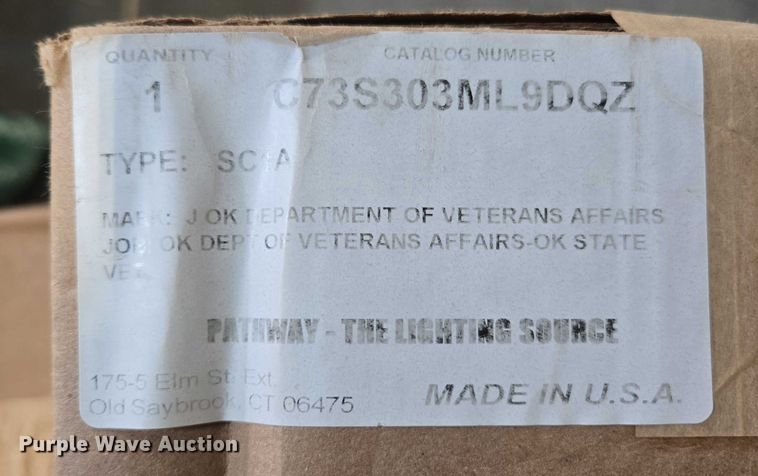 QUANTITY CATALOG NUMBER
1 C73S303ML9DQZ
TYPE:
MARK: J OK DEPARTMENT OF VETERANS AFFAIRS
JOB: OK DEPT OF VETERANS AFFAIRS-OK STATE
PATHWAY - THE LIGHTING SOURCE
175-5 Elm St. Ext.
Old Saybrook, CT 06475
MADE IN U.S.A.
Purple Wave Auction